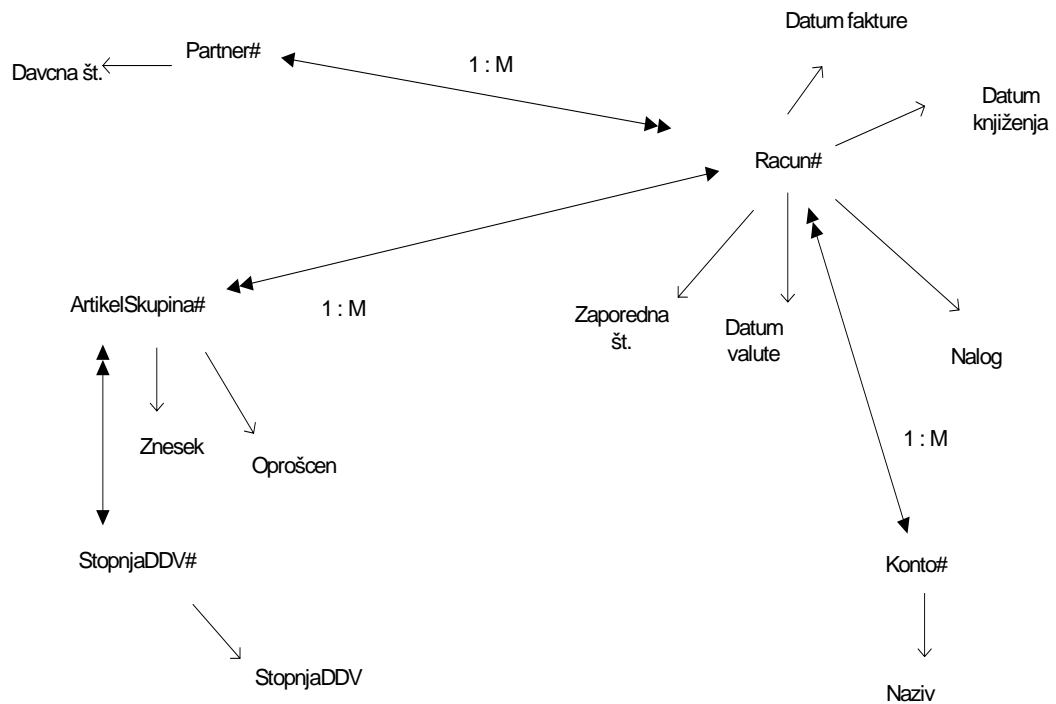 Datum fakture
Partner#
1 : M
Davcna št.
Datum
knjiženja
Racun#
ArtikelSkupina#
1 : M
Zaporedna
št.
Datum
valute
Nalog
Znesek
Oprošcen
1 : M
StopnjaDDV#
Konto#
StopnjaDDV
Naziv